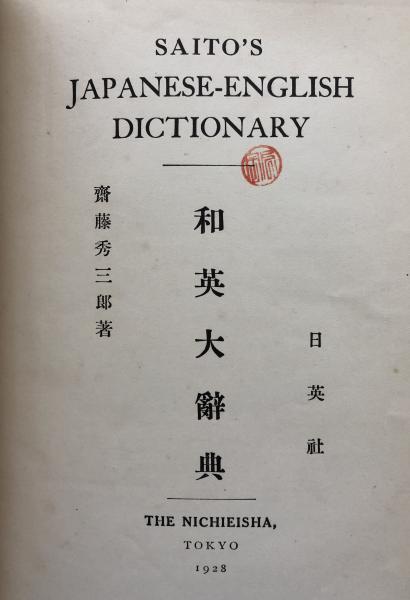 SAITO'S
JAPANESE-ENGLISH
DICTIONARY
齋藤秀三郎著
和英大辭典
日英社
THE NICHIEISHA,
TOKYO
1928